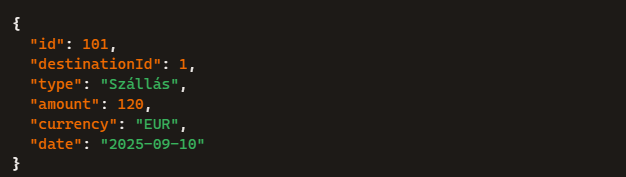 {
  "id": 101,
  "destinationId": 1,
  "type": "Szállás",
  "amount": 120,
  "currency": "EUR",
  "date": "2025-09-10"
}